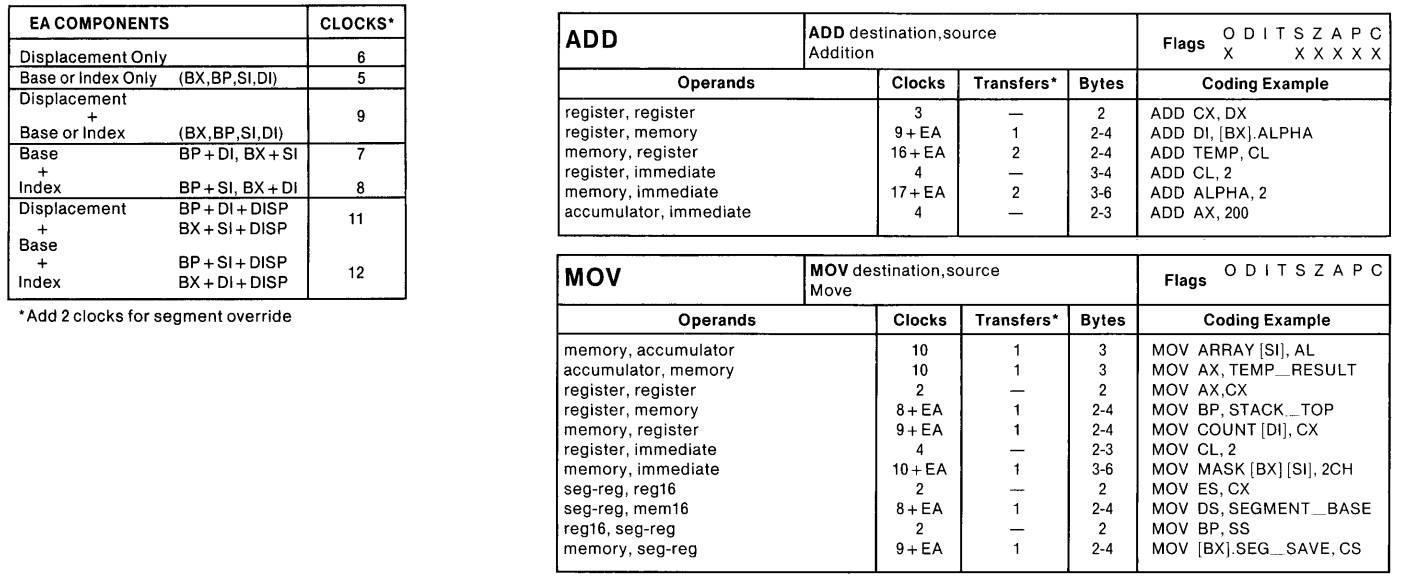 EA COMPONENTS CLOCKS*
Displacement Only 6
Base or Index Only (BX,BP,SI,DI) 5
Displacement
+ 9
Base or Index (BX,BP,SI,DI)
Base BP + DI, BX + SI 7
+
Index BP + SI, BX + DI 8
Displacement BP + DI + DISP
+ BX + SI + DISP 11
Base
+ BP + SI + DISP
Index BX + DI + DISP 12
*Add 2 clocks for segment override
ADD ADD destination,source Flags O D I T S Z A P C
Addition X X X X X X
Operands Clocks Transfers* Bytes Coding Example
register, register 3 — 2 ADD CX, DX
register, memory 9 + EA 1 2-4 ADD DI, [BX].ALPHA
memory, register 16 + EA 2 2-4 ADD TEMP, CL
register, immediate 4 — 3-4 ADD CL, 2
memory, immediate 17 + EA 2 3-6 ADD ALPHA, 2
accumulator, immediate 4 — 2-3 ADD AX, 200
MOV MOV destination,source Flags O D I T S Z A P C
Move
Operands Clocks Transfers* Bytes Coding Example
memory, accumulator 10 1 3 MOV ARRAY [SI], AL
accumulator, memory 10 1 3 MOV AX, TEMP_RESULT
register, register 2 — 2 MOV AX,CX
register, memory 8 + EA 1 2-4 MOV BP, STACK_TOP
memory, register 9 + EA 1 2-4 MOV COUNT [DI], CX
register, immediate 4 — 2-3 MOV CL, 2
memory, immediate 10 + EA 1 3-6 MOV MASK [BX] [SI], 2CH
seg-reg, reg16 2 — 2 MOV ES, CX
seg-reg, mem16 8 + EA 1 2-4 MOV DS, SEGMENT_BASE
reg16, seg-reg 2 — 2 MOV BP, SS
memory, seg-reg 9 + EA 1 2-4 MOV [BX].SEG_SAVE, CS